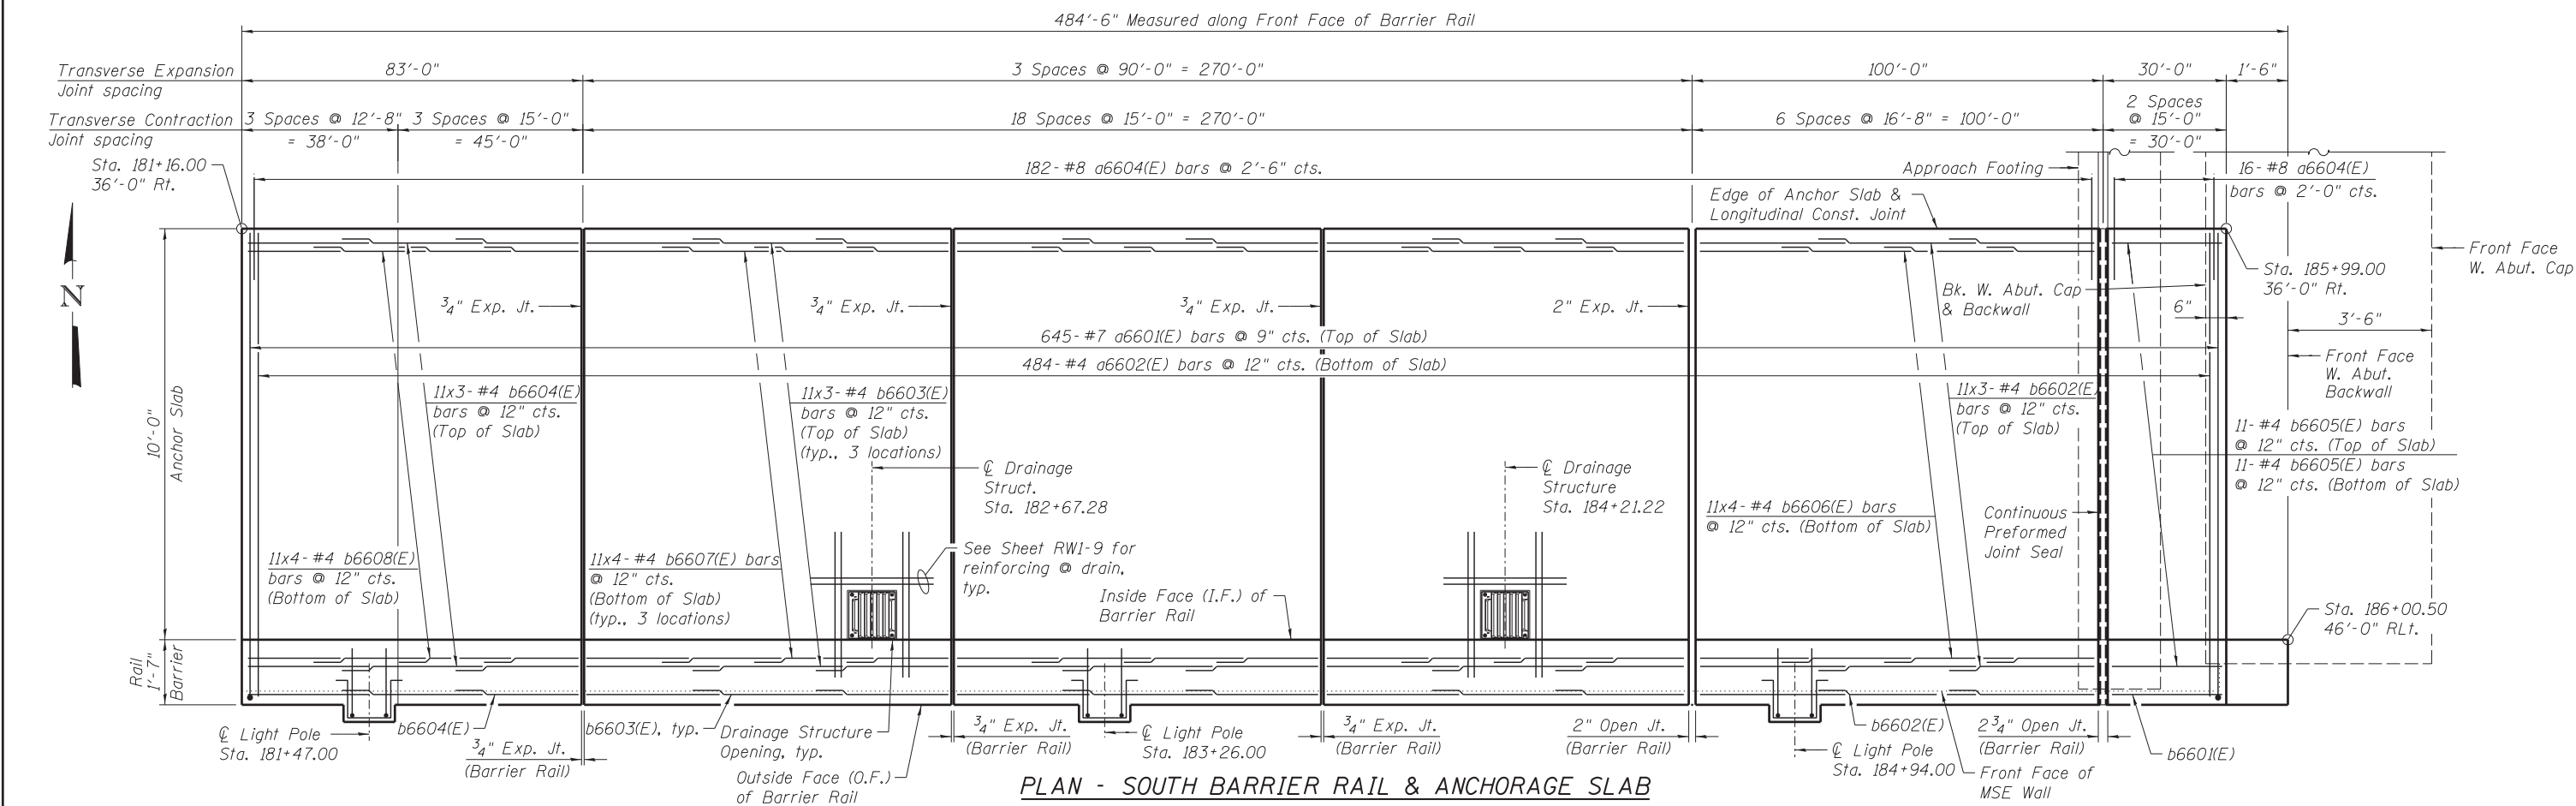 484'-6" Measured along Front Face of Barrier Rail
Transverse Expansion
Joint spacing
83'-0"
3 Spaces @ 90'-0" = 270'-0"
100'-0"
30'-0"
1'-6"
Transverse Contraction
Joint spacing
3 Spaces @ 12'-8"
= 38'-0"
3 Spaces @ 15'-0"
= 45'-0"
18 Spaces @ 15'-0" = 270'-0"
6 Spaces @ 16'-8" = 100'-0"
2 Spaces
@ 15'-0"
= 30'-0"
Sta. 181+16.00
36'-0" Rt.
182-#8 a6604(E) bars @ 2'-6" cts.
Approach Footing
16-#8 a6604(E)
bars @ 2'-0" cts.
Edge of Anchor Slab &
Longitudinal Const. Joint
N
Front Face
W. Abut. Cap
Sta. 185+99.00
36'-0" Rt.
3/4" Exp. Jt.
3/4" Exp. Jt.
3/4" Exp. Jt.
2" Exp. Jt.
Bk. W. Abut. Cap
& Backwall
6"
3'-6"
645-#7 a6601(E) bars @ 9" cts. (Top of Slab)
484-#4 a6602(E) bars @ 12" cts. (Bottom of Slab)
Front Face
W. Abut.
Backwall
10'-0"
Anchor Slab
11x3-#4 b6604(E)
bars @ 12" cts.
(Top of Slab)
11x3-#4 b6603(E)
bars @ 12" cts.
(Top of Slab)
(typ., 3 locations)
11x3-#4 b6602(E)
bars @ 12" cts.
(Top of Slab)
11-#4 b6605(E) bars
@ 12" cts. (Top of Slab)
11-#4 b6605(E) bars
@ 12" cts. (Bottom of Slab)
℄ Drainage
Struct.
Sta. 182+67.28
℄ Drainage
Structure
Sta. 184+21.22
11x4-#4 b6606(E) bars
@ 12" cts. (Bottom of Slab)
Continuous
Preformed
Joint Seal
11x4-#4 b6608(E)
bars @ 12" cts.
(Bottom of Slab)
11x4-#4 b6607(E) bars
@ 12" cts.
(Bottom of Slab)
(typ., 3 locations)
See Sheet RW1-9 for
reinforcing @ drain,
typ.
Inside Face (I.F.) of
Barrier Rail
Sta. 186+00.50
46'-0" RLt.
Rail
1'-7"
Barrier
℄ Light Pole
Sta. 181+47.00
b6604(E)
3/4" Exp. Jt.
(Barrier Rail)
b6603(E), typ.
Drainage Structure
Opening, typ.
Outside Face (O.F.)
of Barrier Rail
3/4" Exp. Jt.
(Barrier Rail)
℄ Light Pole
Sta. 183+26.00
3/4" Exp. Jt.
(Barrier Rail)
2" Open Jt.
(Barrier Rail)
b6602(E)
℄ Light Pole
Sta. 184+94.00
2 3/4" Open Jt.
(Barrier Rail)
Front Face of
MSE Wall
b6601(E)
PLAN - SOUTH BARRIER RAIL & ANCHORAGE SLAB